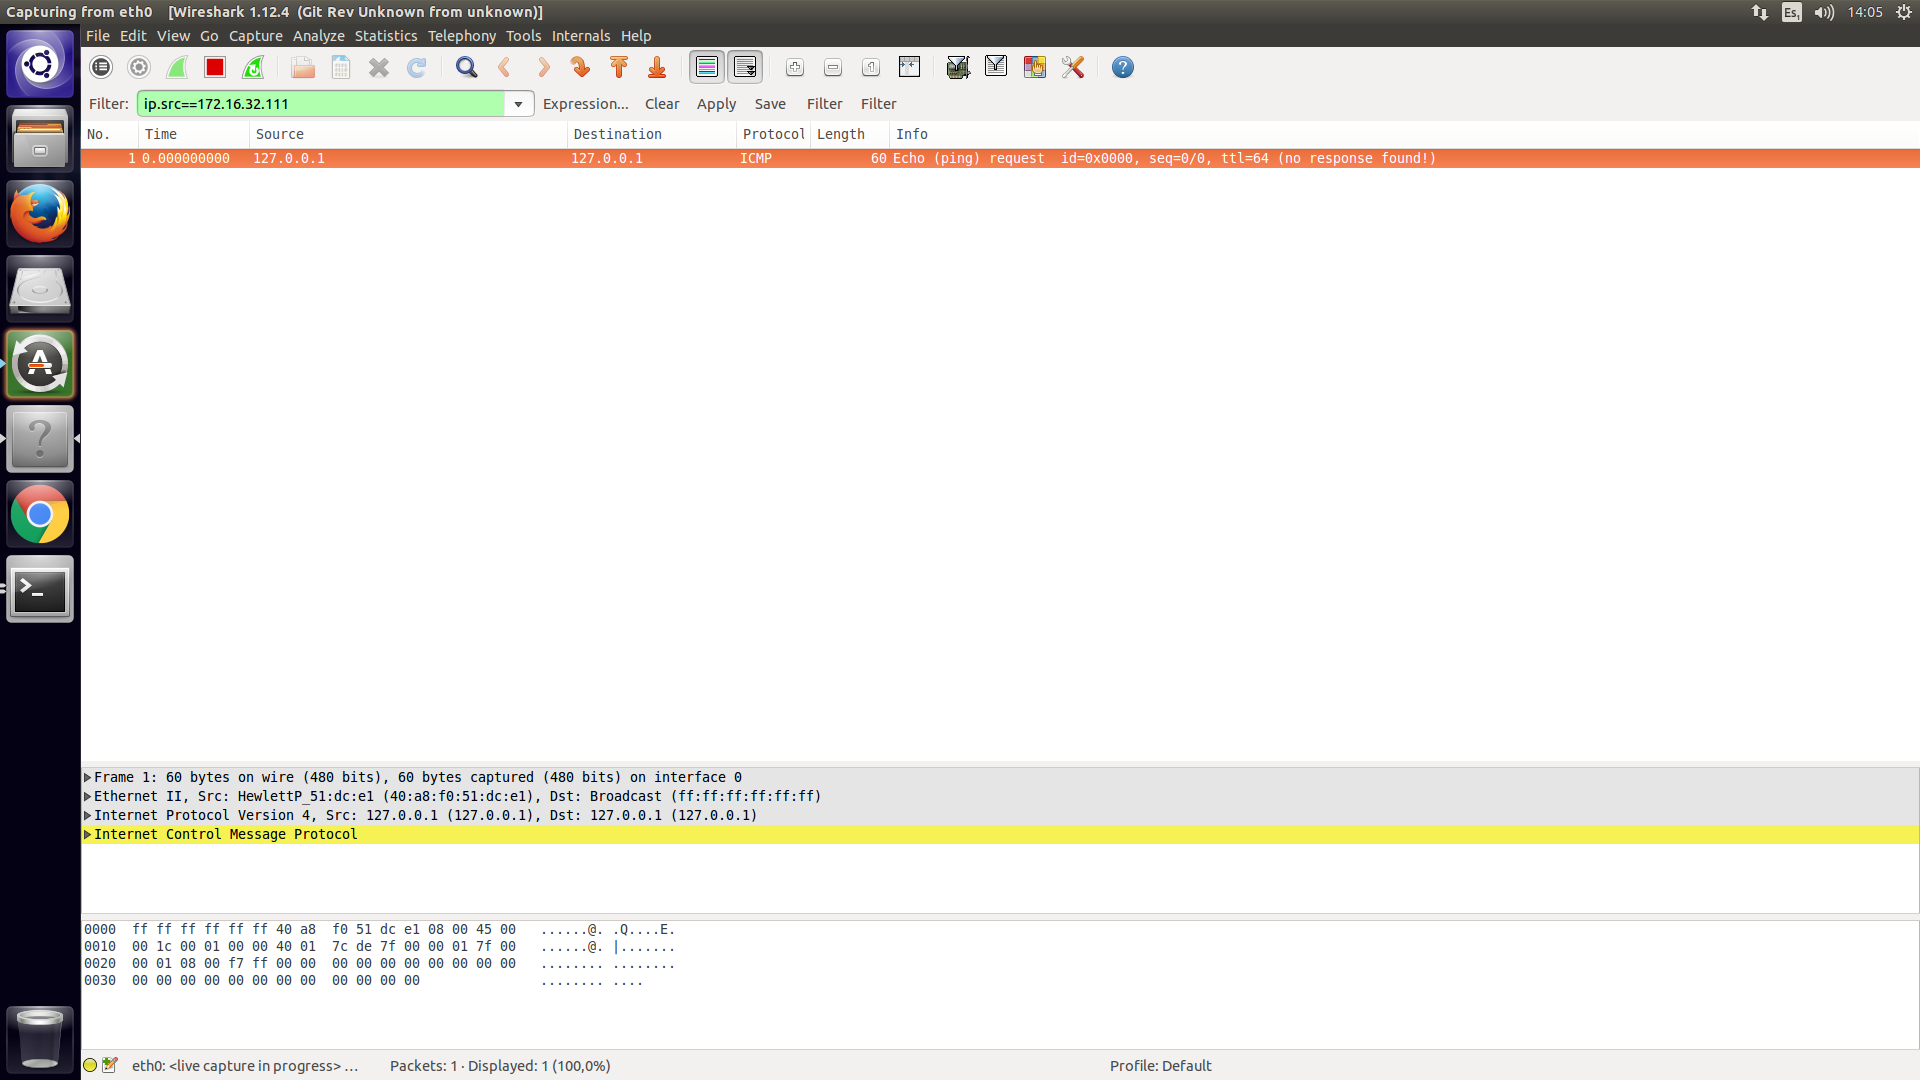 Capturing from eth0 [Wireshark 1.12.4 (Git Rev Unknown from unknown)]
Es1 14:05
File Edit View Go Capture Analyze Statistics Telephony Tools Internals Help
Filter: ip.src==172.16.32.111 Expression... Clear Apply Save Filter Filter
No. Time Source Destination Protocol Length Info
1 0.000000000 127.0.0.1 127.0.0.1 ICMP 60 Echo (ping) request id=0x0000, seq=0/0, ttl=64 (no response found!)
Frame 1: 60 bytes on wire (480 bits), 60 bytes captured (480 bits) on interface 0
Ethernet II, Src: HewlettP_51:dc:e1 (40:a8:f0:51:dc:e1), Dst: Broadcast (ff:ff:ff:ff:ff:ff)
Internet Protocol Version 4, Src: 127.0.0.1 (127.0.0.1), Dst: 127.0.0.1 (127.0.0.1)
Internet Control Message Protocol
0000 ff ff ff ff ff ff 40 a8 f0 51 dc e1 08 00 45 00 ......@. .Q....E.
0010 00 1c 00 01 00 00 40 01 7c de 7f 00 00 01 7f 00 ......@. |.......
0020 00 01 08 00 f7 ff 00 00 00 00 00 00 00 00 00 00 ........ ........
0030 00 00 00 00 00 00 00 00 00 00 00 00 ........ ....
eth0: <live capture in progress> ... Packets: 1 · Displayed: 1 (100,0%) Profile: Default